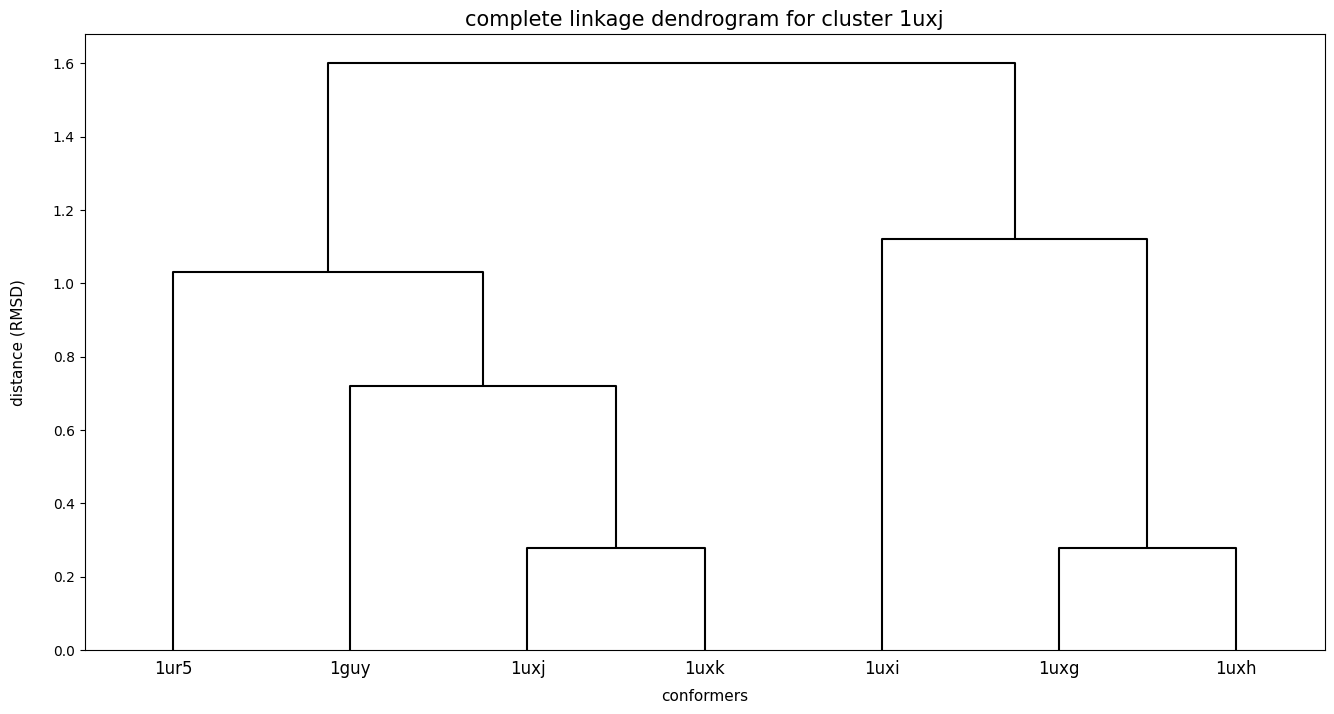 complete linkage dendrogram for cluster 1uxj
1.6
1.4
1.2
1.0
0.8
0.6
0.4
0.2
0.0
distance (RMSD)
1ur5 1guy 1uxj 1uxk 1uxi 1uxg 1uxh
conformers